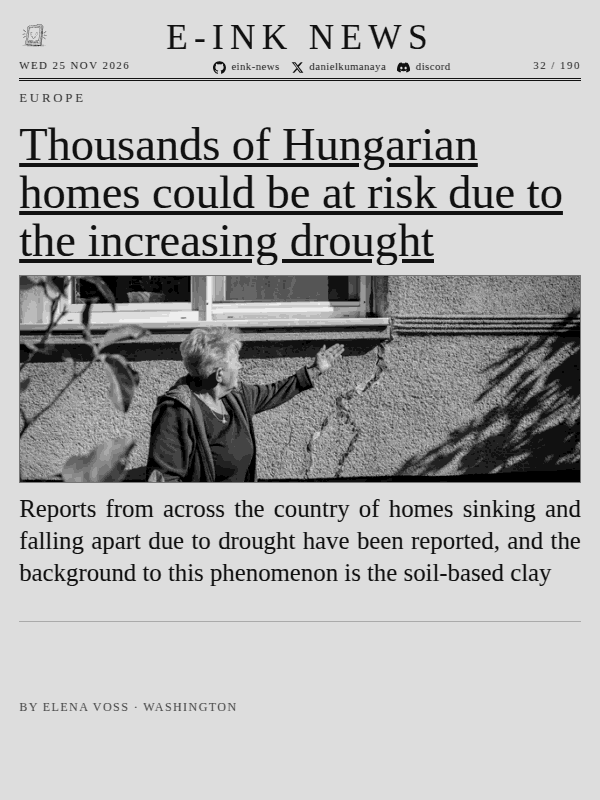 E-INK NEWS
WED 25 NOV 2026
eink-news
danielkumanaya
discord
32 / 190
EUROPE
Thousands of Hungarian
homes could be at risk due to
the increasing drought
Reports from across the country of homes sinking and
falling apart due to drought have been reported, and the
background to this phenomenon is the soil-based clay
BY ELENA VOSS · WASHINGTON